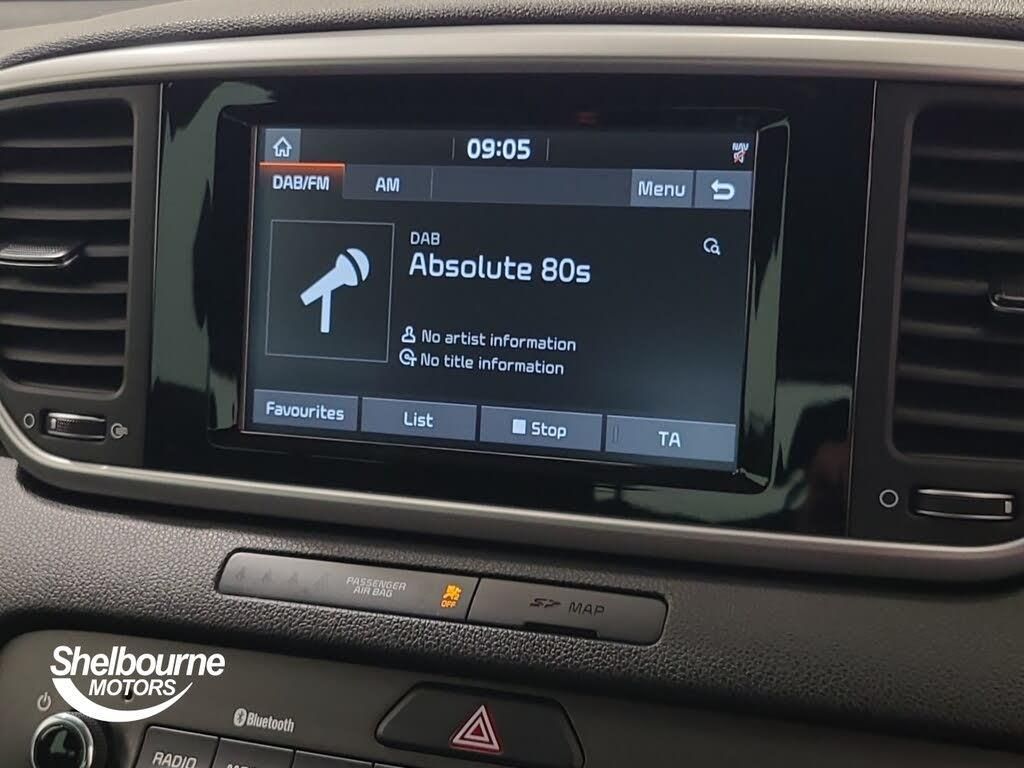 09:05
NAV
DAB/FM
AM
Menu
DAB
Absolute 80s
No artist information
No title information
Favourites
List
Stop
TA
PASSENGER
AIR BAG
OFF
MAP
Shelbourne
MOTORS
Bluetooth
RADIO